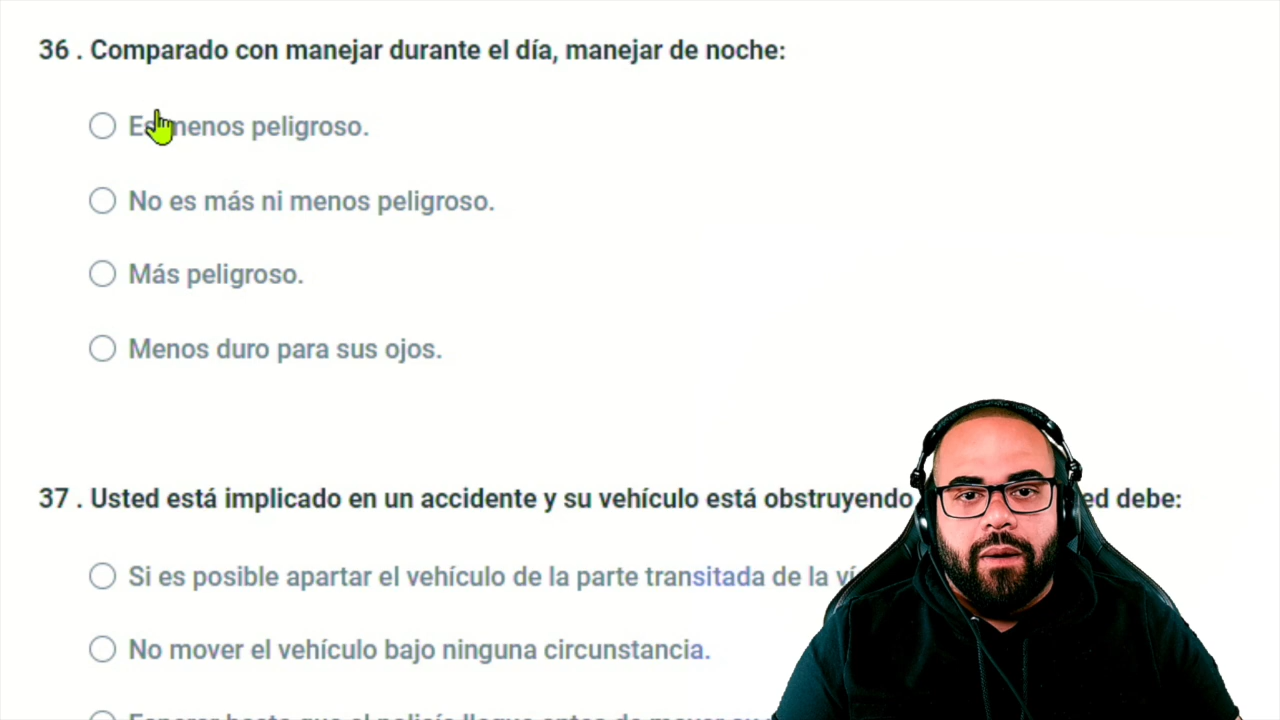 36 . Comparado con manejar durante el día, manejar de noche:
menos peligroso.
No es más ni menos peligroso.
Más peligroso.
Menos duro para sus ojos.
37 . Usted está implicado en un accidente y su vehículo está obstruyendo debe:
Si es posible apartar el vehículo de la parte transitada de la
No mover el vehículo bajo ninguna circunstancia.